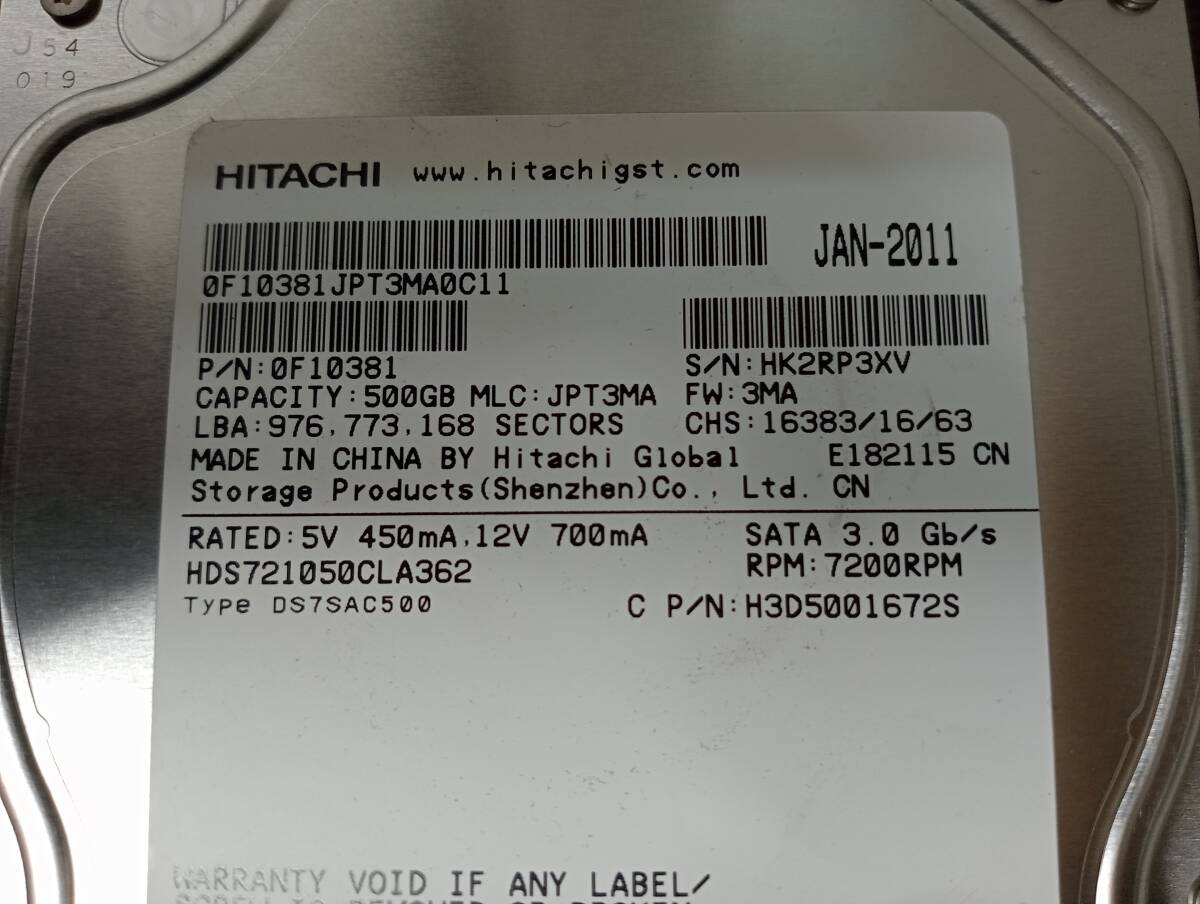 J54
019
HITACHI www.hitachigst.com
JAN-2011
0F10381JPT3MA0C11
P/N:0F10381 S/N:HK2RP3XV
CAPACITY:500GB MLC:JPT3MA FW:3MA
LBA:976,773,168 SECTORS CHS:16383/16/63
MADE IN CHINA BY Hitachi Global E182115 CN
Storage Products(Shenzhen)Co., Ltd. CN
RATED:5V 450mA,12V 700mA SATA 3.0 Gb/s
HDS721050CLA362 RPM:7200RPM
Type DS7SAC500 C P/N:H3D5001672S
WARRANTY VOID IF ANY LABEL/